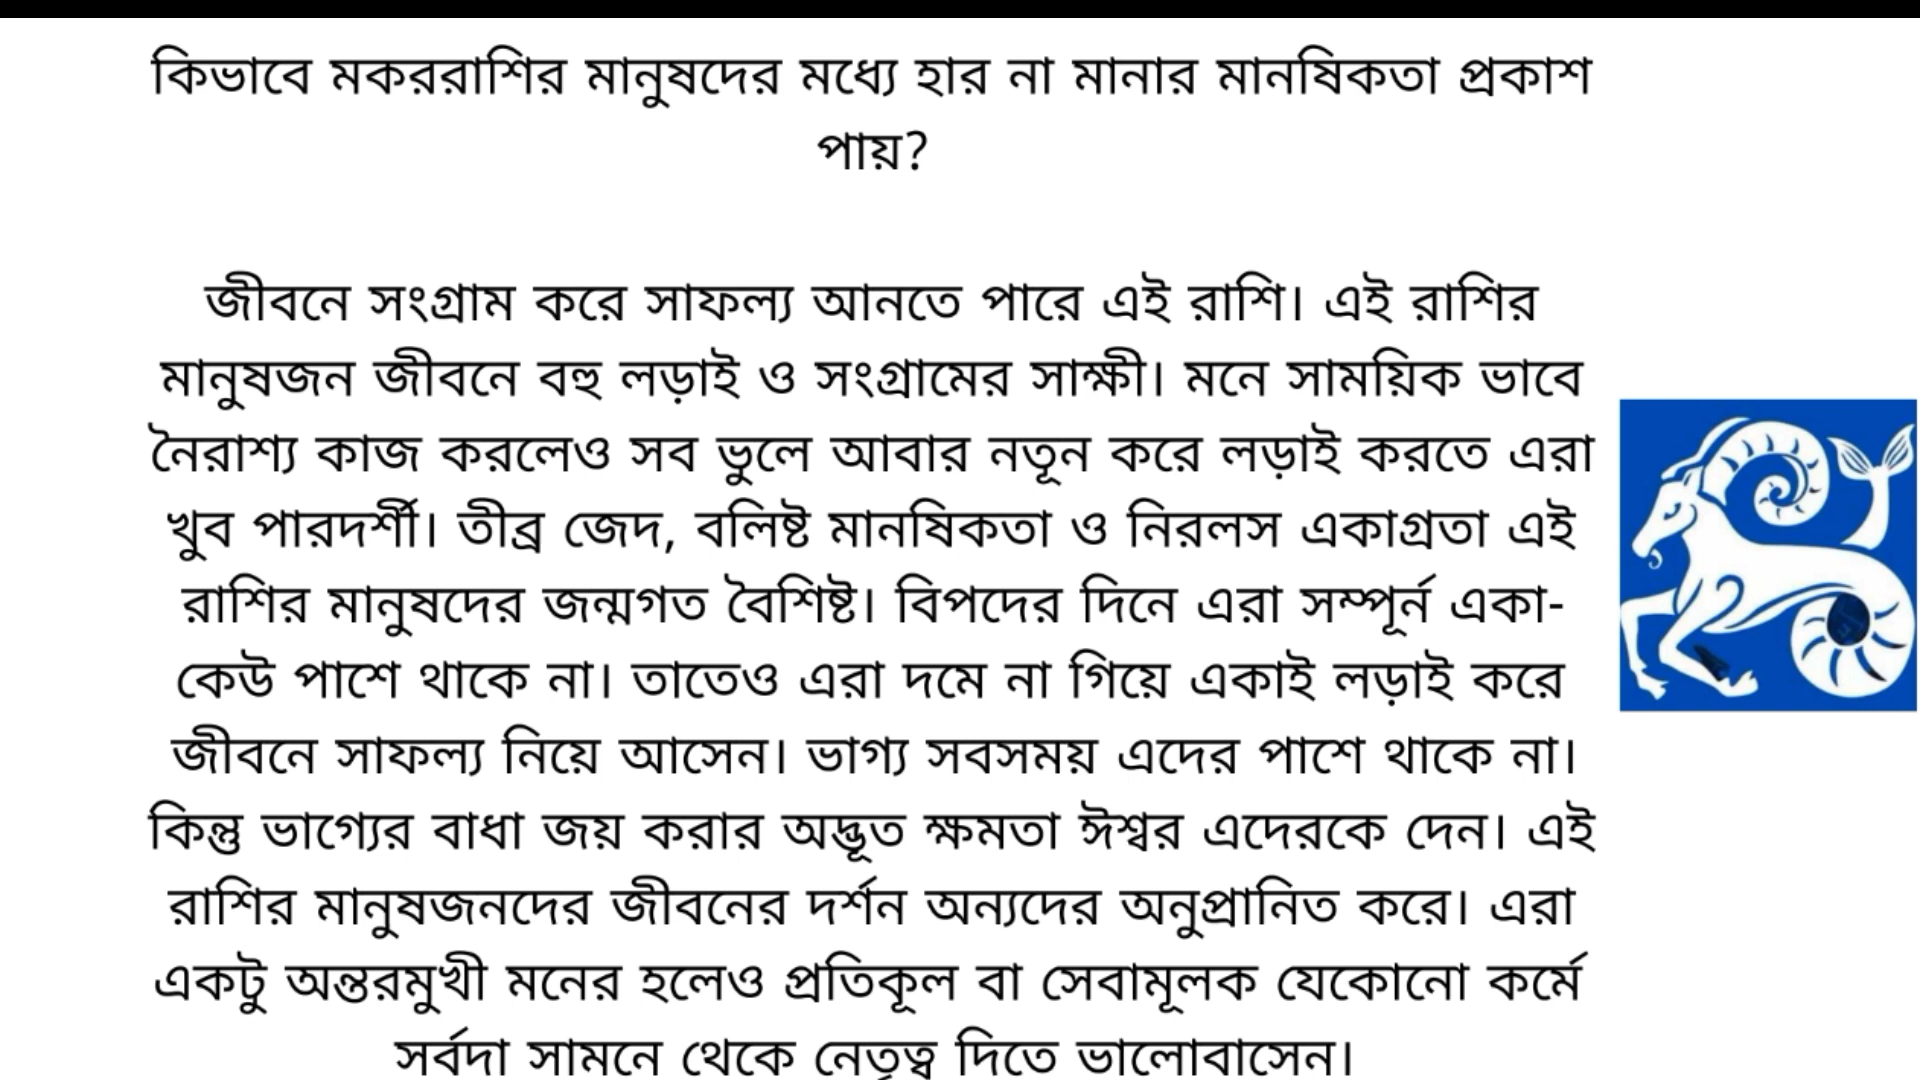 কিভাবে মকররাশির মানুষদের মধ্যে হার না মানার মানষিকতা প্রকাশ
পায়?
জীবনে সংগ্রাম করে সাফল্য আনতে পারে এই রাশি। এই রাশির
মানুষজন জীবনে বহু লড়াই ও সংগ্রামের সাক্ষী। মনে সাময়িক ভাবে
নৈরাশ্য কাজ করলেও সব ভুলে আবার নতূন করে লড়াই করতে এরা
খুব পারদর্শী। তীব্র জেদ, বলিষ্ট মানষিকতা ও নিরলস একাগ্রতা এই
রাশির মানুষদের জন্মগত বৈশিষ্ট। বিপদের দিনে এরা সম্পূর্ন একা-
কেউ পাশে থাকে না। তাতেও এরা দমে না গিয়ে একাই লড়াই করে
জীবনে সাফল্য নিয়ে আসেন। ভাগ্য সবসময় এদের পাশে থাকে না।
কিন্তু ভাগ্যের বাধা জয় করার অদ্ভূত ক্ষমতা ঈশ্বর এদেরকে দেন। এই
রাশির মানুষজনদের জীবনের দর্শন অন্যদের অনুপ্রানিত করে। এরা
একটু অন্তরমুখী মনের হলেও প্রতিকূল বা সেবামূলক যেকোনো কর্মে
সর্বদা সামনে থেকে নেতৃত্ব দিতে ভালোবাসেন।